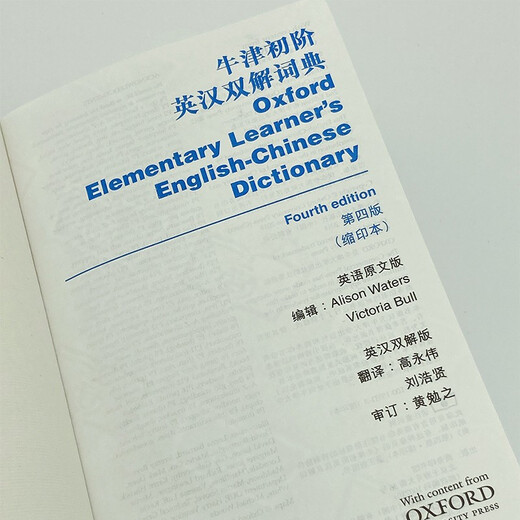 牛津初阶
英汉双解词典
Oxford
Elementary Learner's
English-Chinese
Dictionary
Fourth edition
第四版
（缩印本）
英语原文版
编辑：Alison Waters
Victoria Bull
英汉双解版
翻译：高永伟
刘浩贤
审订：黄勉之
With content from
OXFORD
SITY PRESS